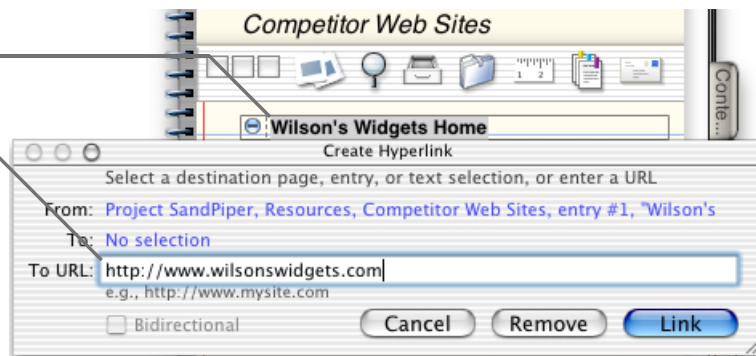 Competitor Web Sites
1 2
Conte...
Wilson's Widgets Home
Create Hyperlink
Select a destination page, entry, or text selection, or enter a URL
From: Project SandPiper, Resources, Competitor Web Sites, entry #1, "Wilson's
To: No selection
To URL: http://www.wilsonswidgets.com
e.g., http://www.mysite.com
Bidirectional Cancel Remove Link